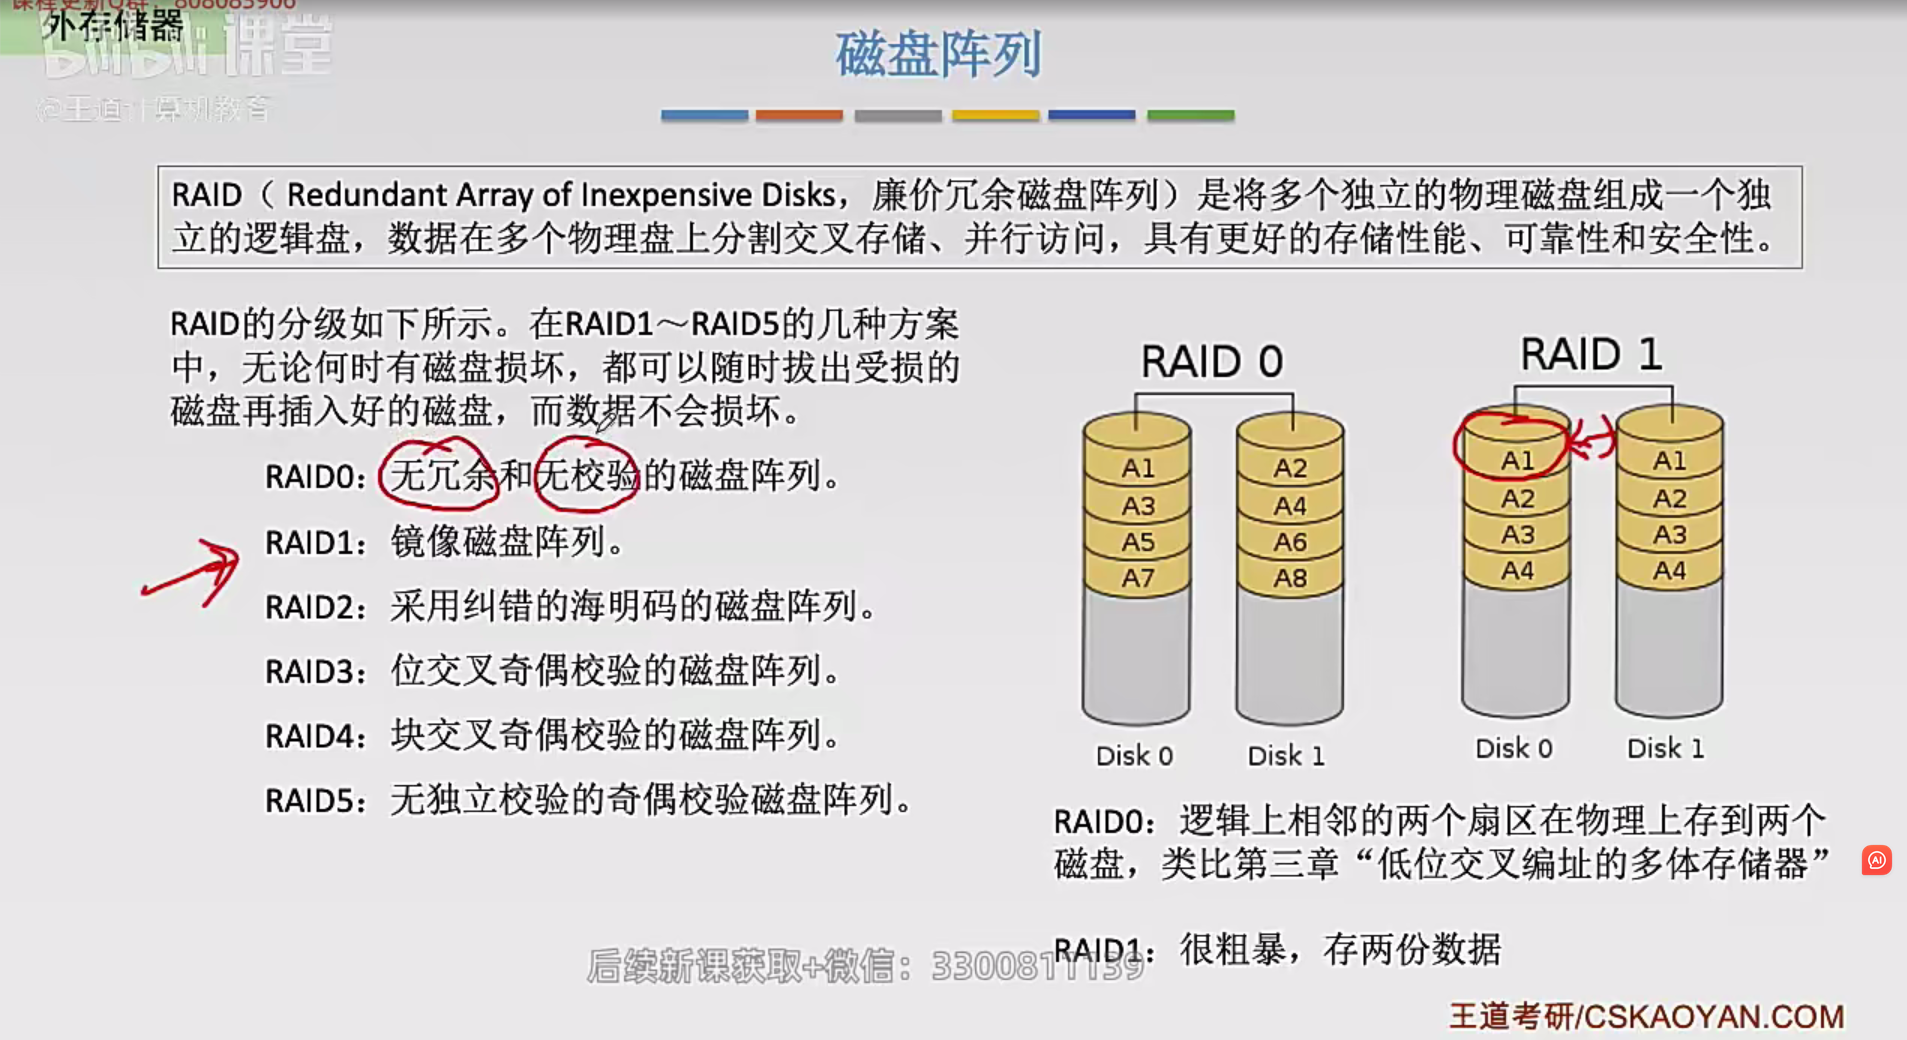 课程更新Q群：808083906
外存储器
bilibili课堂
@王道计算机教育
磁盘阵列
RAID（ Redundant Array of Inexpensive Disks，廉价冗余磁盘阵列）是将多个独立的物理磁盘组成一个独
立的逻辑盘，数据在多个物理盘上分割交叉存储、并行访问，具有更好的存储性能、可靠性和安全性。
RAID的分级如下所示。在RAID1～RAID5的几种方案
中，无论何时有磁盘损坏，都可以随时拔出受损的
磁盘再插入好的磁盘，而数据不会损坏。
RAID0：无冗余和无校验的磁盘阵列。
RAID1：镜像磁盘阵列。
RAID2：采用纠错的海明码的磁盘阵列。
RAID3：位交叉奇偶校验的磁盘阵列。
RAID4：块交叉奇偶校验的磁盘阵列。
RAID5：无独立校验的奇偶校验磁盘阵列。
RAID 0
A1 A2
A3 A4
A5 A6
A7 A8
Disk 0 Disk 1
RAID 1
A1 A1
A2 A2
A3 A3
A4 A4
Disk 0 Disk 1
RAID0：逻辑上相邻的两个扇区在物理上存到两个
磁盘，类比第三章“低位交叉编址的多体存储器”
AI
RAID1：很粗暴，存两份数据
后续新课获取+微信：3300811139
王道考研/CSKAOYAN.COM